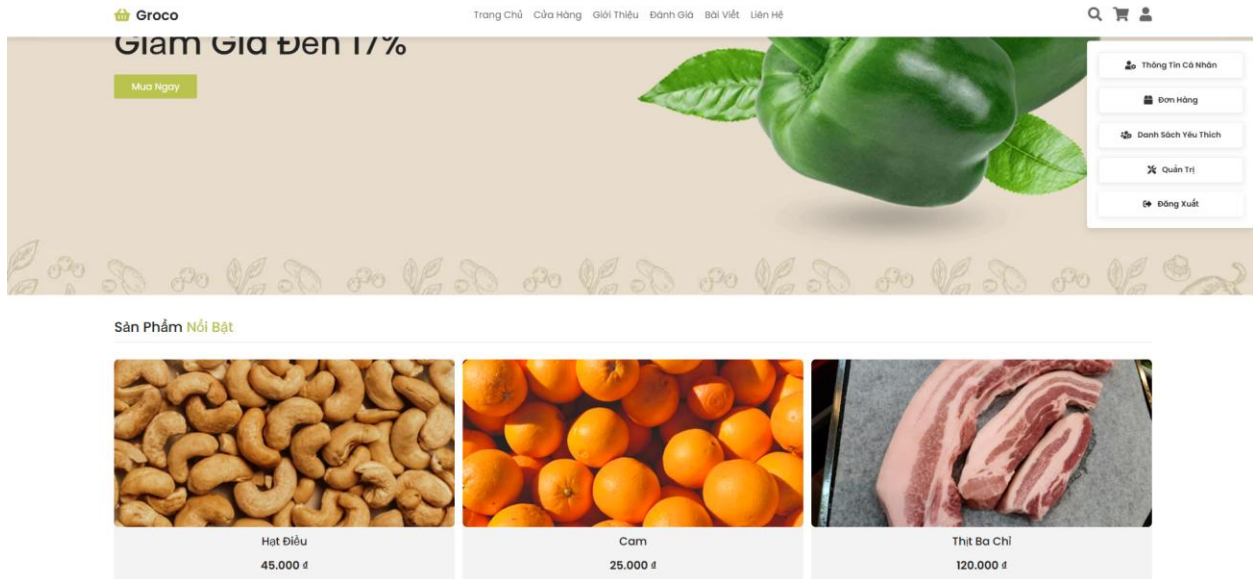 Groco
Trang Chủ Cửa Hàng Giới Thiệu Đánh Giá Bài Viết Liên Hệ
Giảm Giá Đến 17%
Mua Ngay
Thông Tin Cá Nhân
Đơn Hàng
Danh Sách Yêu Thích
Quản Trị
Đăng Xuất
Sản Phẩm Nổi Bật
Hạt Điều
Cam
Thịt Ba Chỉ
45.000 đ
25.000 đ
120.000 đ